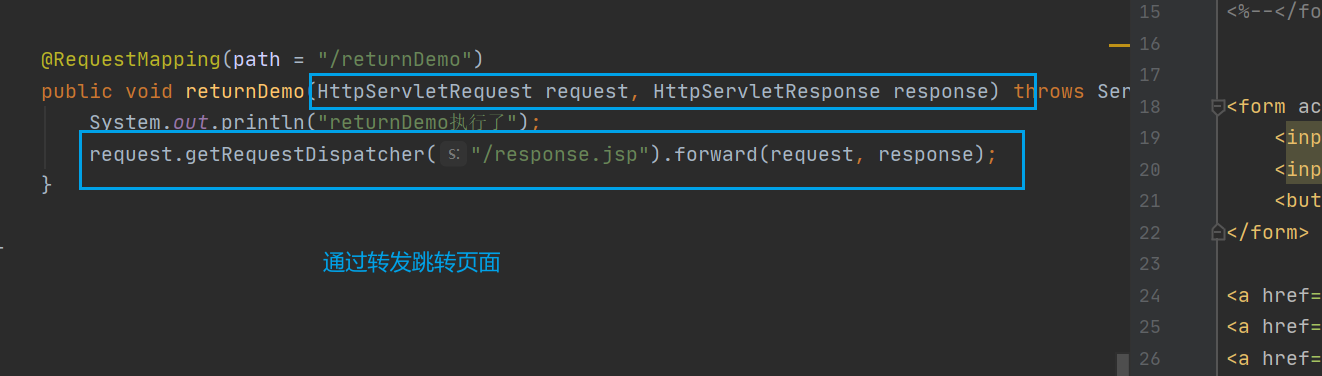 @RequestMapping(path = "/returnDemo")
public void returnDemo(HttpServletRequest request, HttpServletResponse response) throws Ser
System.out.println("returnDemo执行了");
request.getRequestDispatcher( s: "/response.jsp").forward(request, response);
}
通过转发跳转页面
15 <%--</fo
16
17
18 <form ac
19 <inp
20 <inp
21 <but
22 </form>
23
24 <a href=
25 <a href=
26 <a href=